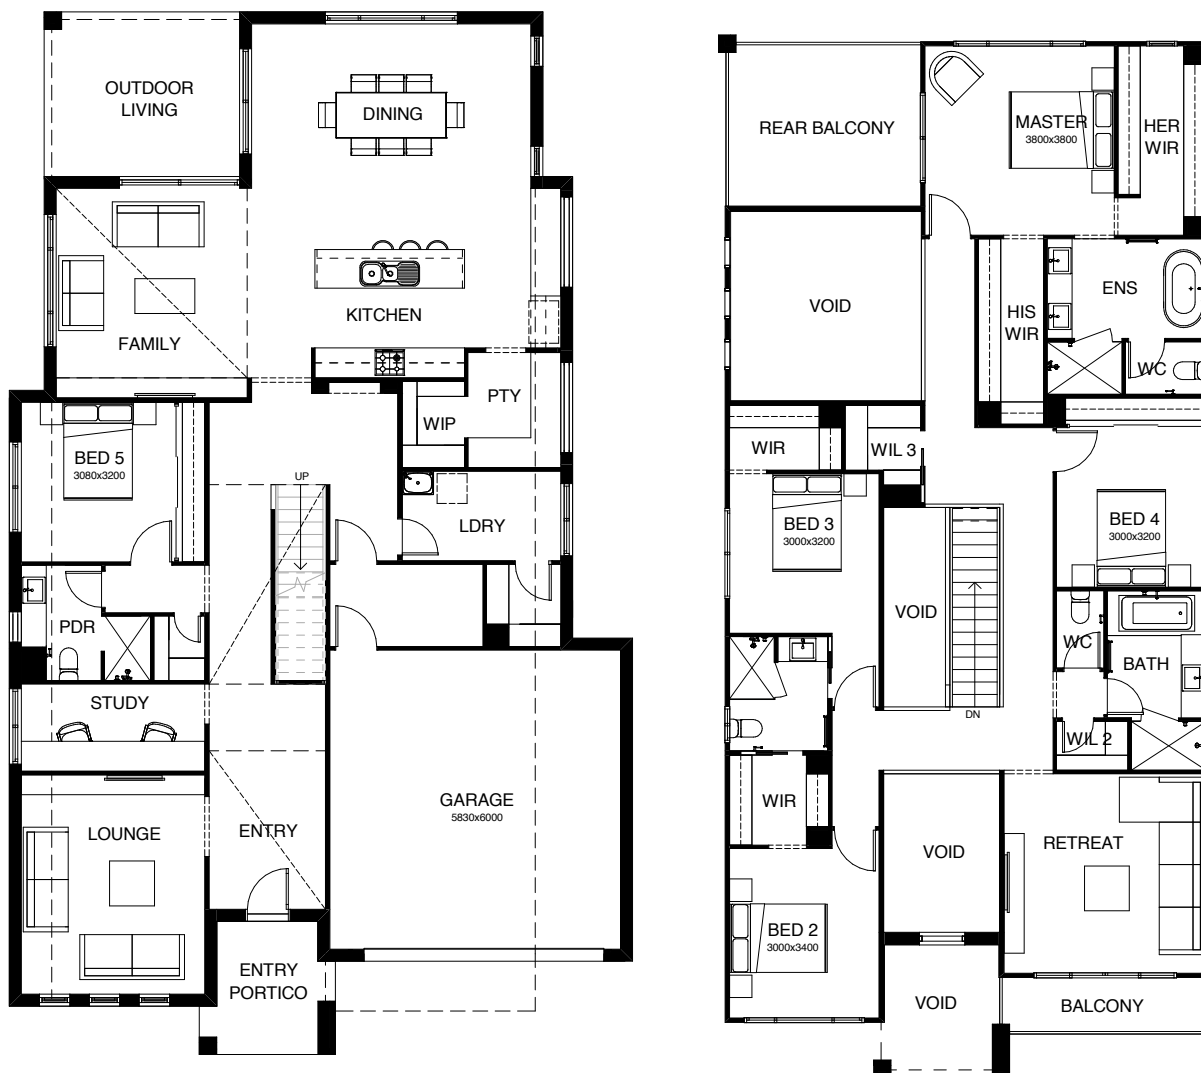 OUTDOOR
LIVING
DINING
KITCHEN
FAMILY
PTY
WIP
BED 5
3080x3200
UP
LDRY
PDR
STUDY
GARAGE
5830x6000
LOUNGE
ENTRY
ENTRY
PORTICO
REAR BALCONY
MASTER
3800x3800
HER
WIR
VOID
HIS
WIR
ENS
WC
WIR
WIL 3
BED 3
3000x3200
BED 4
3000x3200
VOID
WC
BATH
DN
WIL 2
WIR
VOID
RETREAT
BED 2
3000x3400
VOID
BALCONY